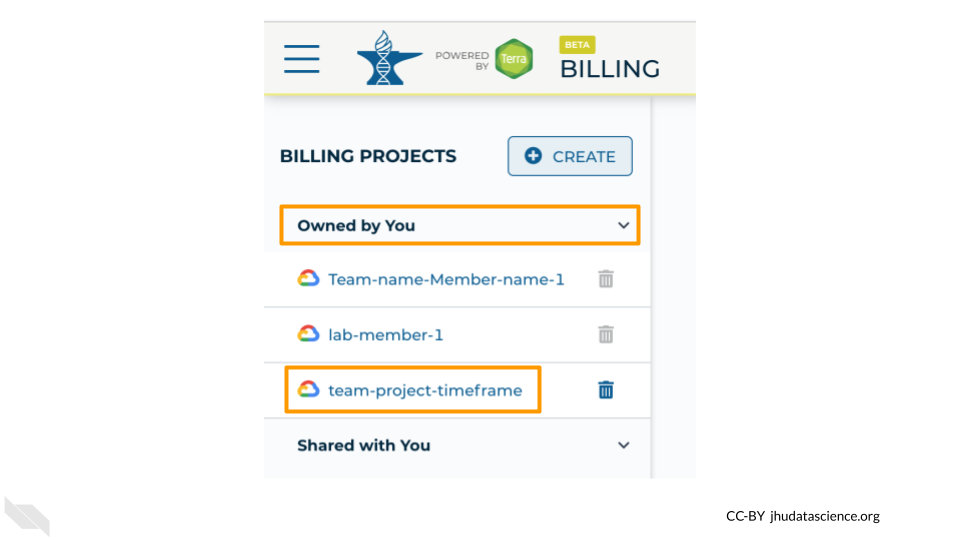 POWERED
BY
Terra
BETA
BILLING
BILLING PROJECTS
CREATE
Owned by You
Team-name-Member-name-1
lab-member-1
team-project-timeframe
Shared with You
CC-BY jhudatascience.org